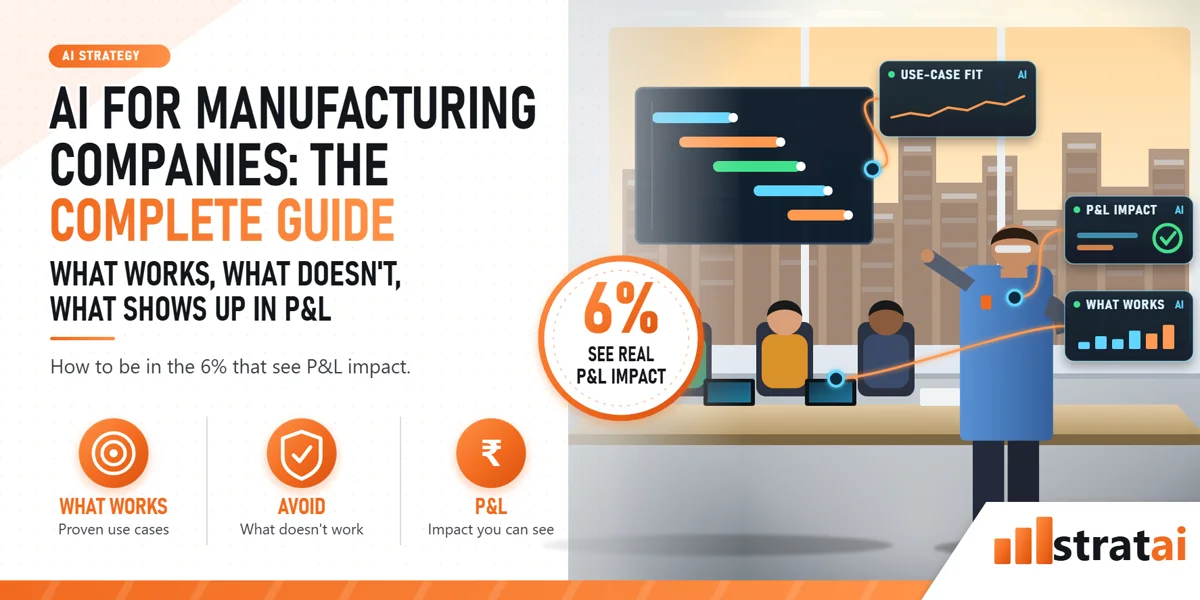 AI STRATEGY
AI FOR MANUFACTURING
COMPANIES: THE
COMPLETE GUIDE
WHAT WORKS, WHAT DOESN'T,
WHAT SHOWS UP IN P&L
How to be in the 6% that see P&L impact.
WHAT WORKS
Proven use cases
AVOID
What doesn't work
₹
P&L
Impact you can see
6%
SEE REAL
P&L IMPACT
USE-CASE FIT AI
P&L IMPACT AI
WHAT WORKS AI
stratai